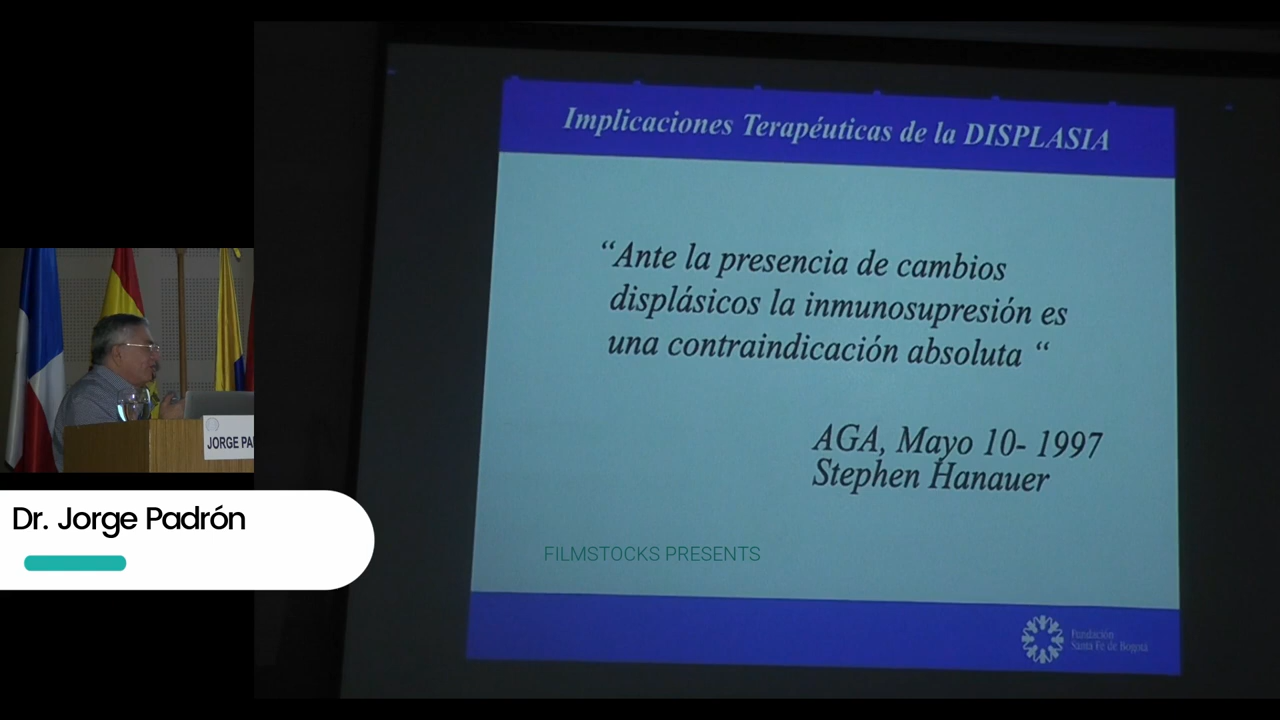 Implicaciones Terapéuticas de la DISPLASIA
“Ante la presencia de cambios
displásicos la inmunosupresión es
una contraindicación absoluta “
AGA, Mayo 10- 1997
Stephen Hanauer
FILMSTOCKS PRESENTS
Fundación
Santa Fe de Bogotá
JORGE PA
Dr. Jorge Padrón